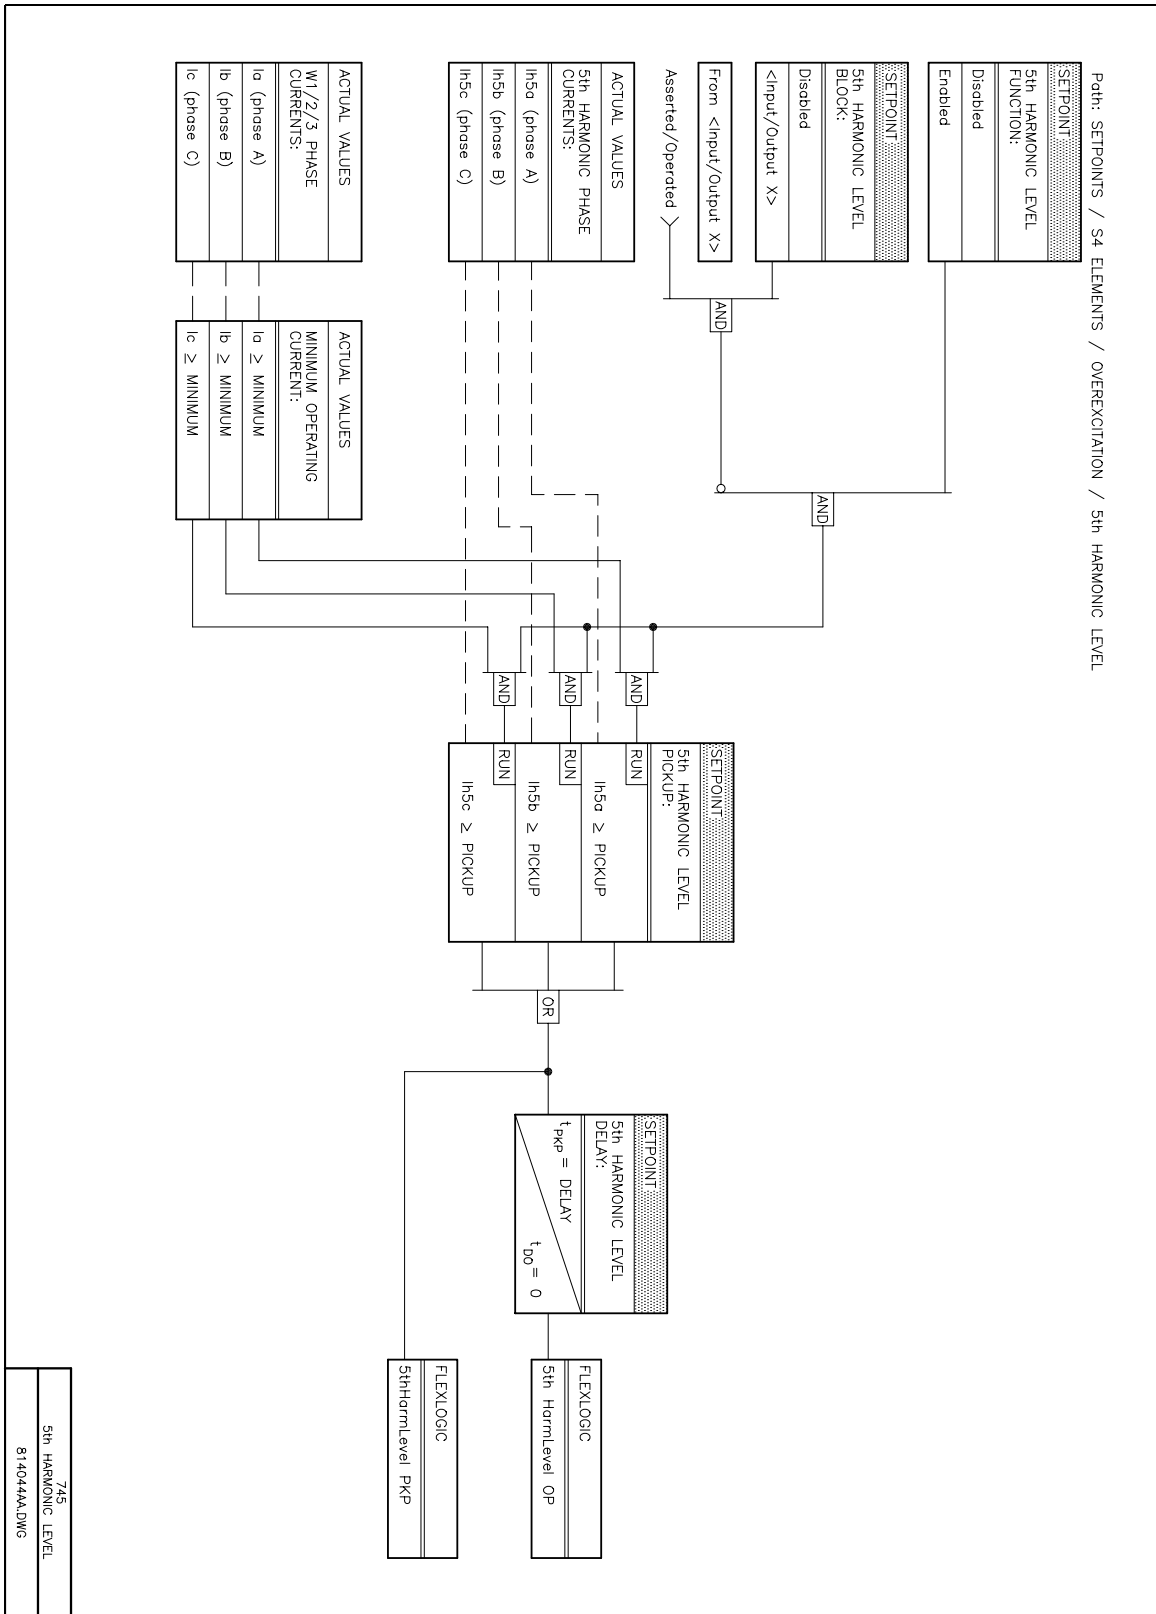 Path: SETPOINTS / S4 ELEMENTS / OVEREXCITATION / 5th HARMONIC LEVEL
SETPOINT
5th HARMONIC LEVEL
FUNCTION:
Disabled
Enabled
SETPOINT
5th HARMONIC LEVEL
BLOCK:
Disabled
<Input/Output X>
From <Input/Output X>
Asserted/Operated
AND
AND
ACTUAL VALUES
5th HARMONIC PHASE
CURRENTS:
Ih5a (phase A)
Ih5b (phase B)
Ih5c (phase C)
ACTUAL VALUES
W1/2/3 PHASE
CURRENTS:
Ia (phase A)
Ib (phase B)
Ic (phase C)
ACTUAL VALUES
MINIMUM OPERATING
CURRENT:
Ia ≥ MINIMUM
Ib ≥ MINIMUM
Ic ≥ MINIMUM
AND
AND
AND
SETPOINT
5th HARMONIC LEVEL
PICKUP:
RUN
Ih5a ≥ PICKUP
RUN
Ih5b ≥ PICKUP
RUN
Ih5c ≥ PICKUP
OR
SETPOINT
5th HARMONIC LEVEL
DELAY:
tPKP = DELAY
tDO = 0
FLEXLOGIC
5th HarmLevel OP
FLEXLOGIC
5thHarmLevel PKP
745
5th HARMONIC LEVEL
814044AA.DWG